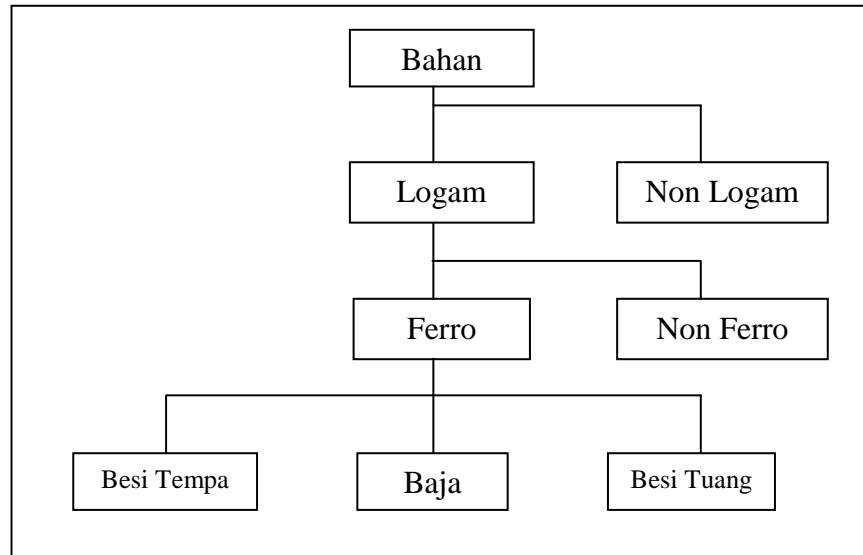 Bahan
Logam
Non Logam
Ferro
Non Ferro
Besi Tempa
Baja
Besi Tuang